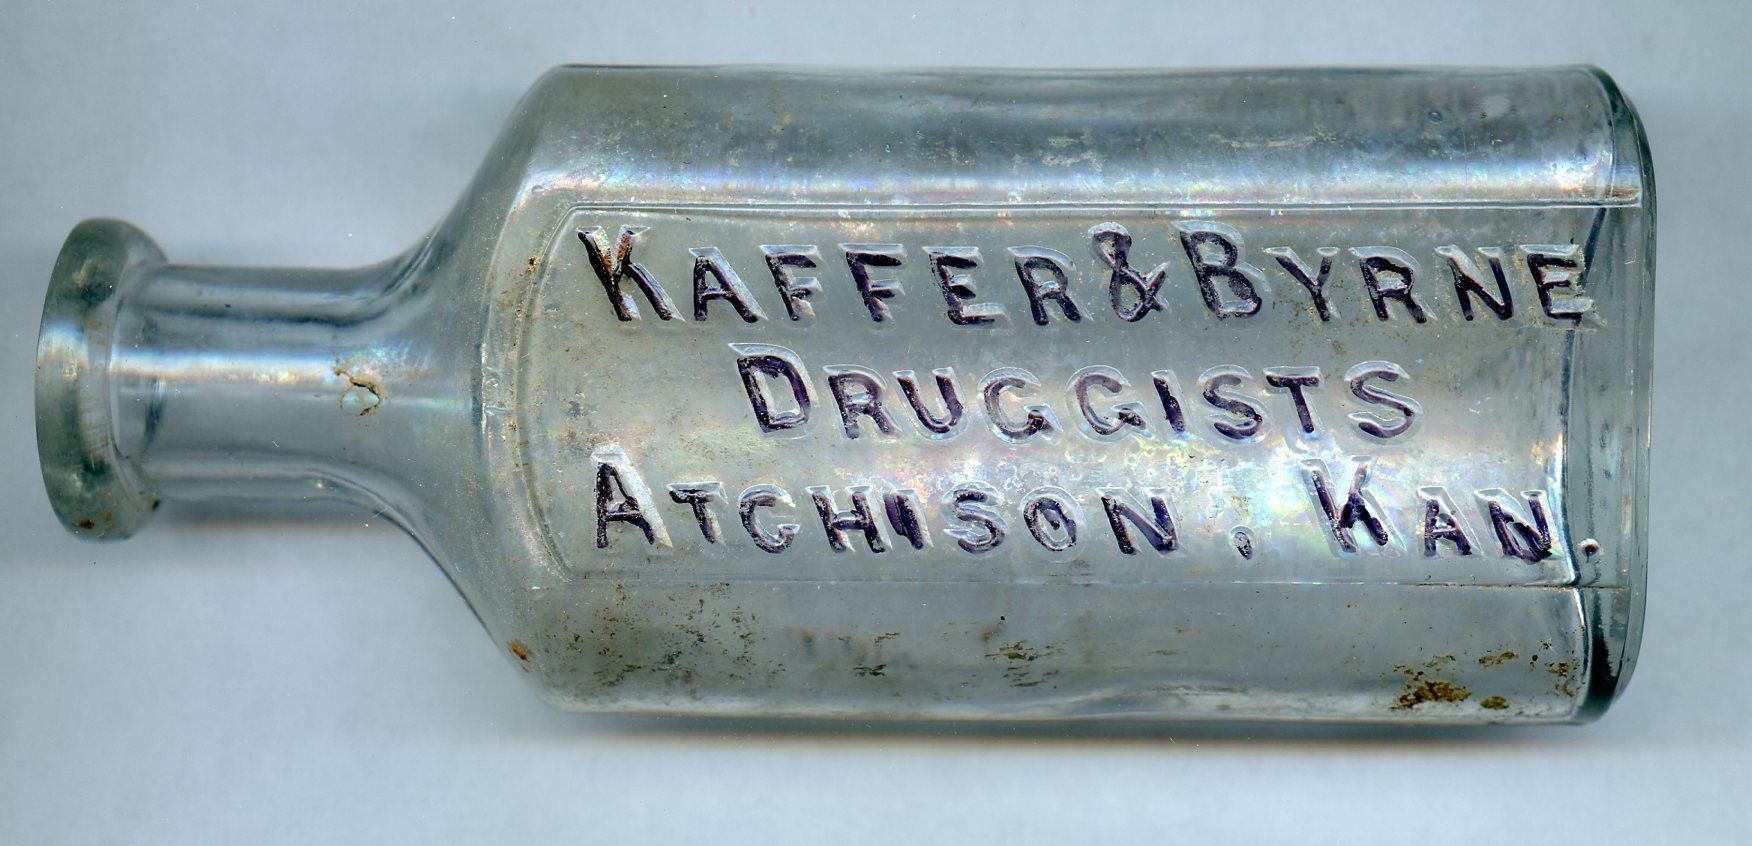 KAFFER & BYRNE
DRUGGISTS
ATCHISON, KAN.